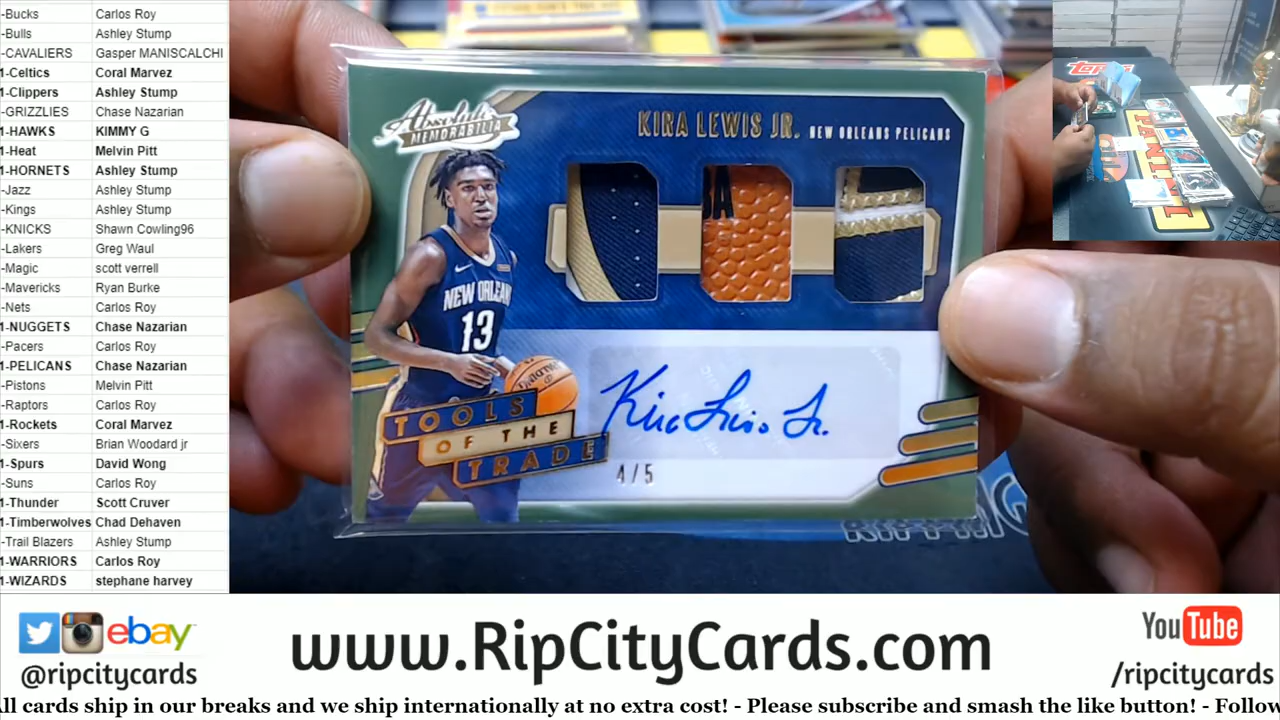 -Bucks Carlos Roy
-Bulls Ashley Stump
-CAVALIERS Gasper MANISCALCHI
1-Celtics Coral Marvez
1-Clippers Ashley Stump
-GRIZZLIES Chase Nazarian
1-HAWKS KIMMY G
1-Heat Melvin Pitt
1-HORNETS Ashley Stump
-Jazz Ashley Stump
-Kings Ashley Stump
-KNICKS Shawn Cowling96
-Lakers Greg Waul
-Magic scott verrell
-Mavericks Ryan Burke
-Nets Carlos Roy
1-NUGGETS Chase Nazarian
-Pacers Carlos Roy
1-PELICANS Chase Nazarian
-Pistons Melvin Pitt
-Raptors Carlos Roy
1-Rockets Coral Marvez
-Sixers Brian Woodard jr
1-Spurs David Wong
-Suns Carlos Roy
1-Thunder Scott Cruver
1-Timberwolves Chad Dehaven
-Trail Blazers Ashley Stump
1-WARRIORS Carlos Roy
1-WIZARDS stephane harvey
Absolute
MEMORABILIA
KIRA LEWIS JR. NEW ORLEANS PELICANS
NEW ORLEAN
13
SPALDING
TOOLS
OF THE
TRADE
Kira Lewis Jr.
4/5
Topps
PANINI
ebay
@ripcitycards
www.RipCityCards.com
YouTube
/ripcitycards
ll cards ship in our breaks and we ship internationally at no extra cost! - Please subscribe and smash the like button! - Follow